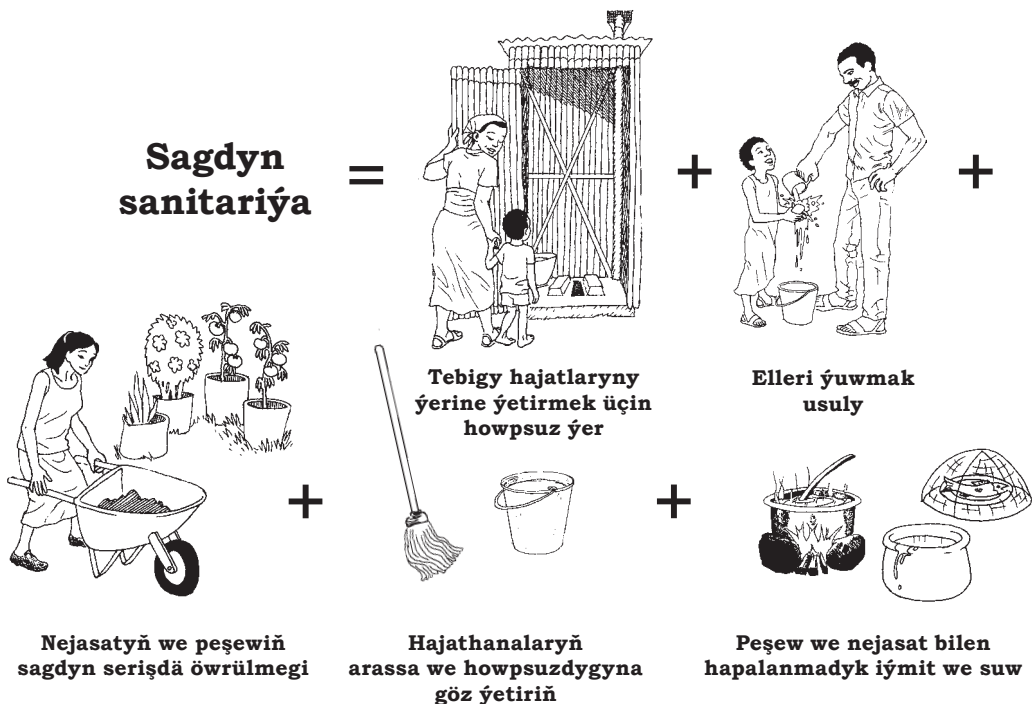 Sagdyn
sanitariýa
=
+
+
Tebigy hajatlaryny
ýerine ýetirmek üçin
howpsuz ýer
Elleri ýuwmak
usuly
+
+
Nejasatyň we peşewiň
sagdyn serişdä öwrülmegi
Hajathanalaryň
arassa we howpsuzdygyna
göz ýetiriň
Peşew we nejasat bilen
hapalanmadyk iýmit we suw